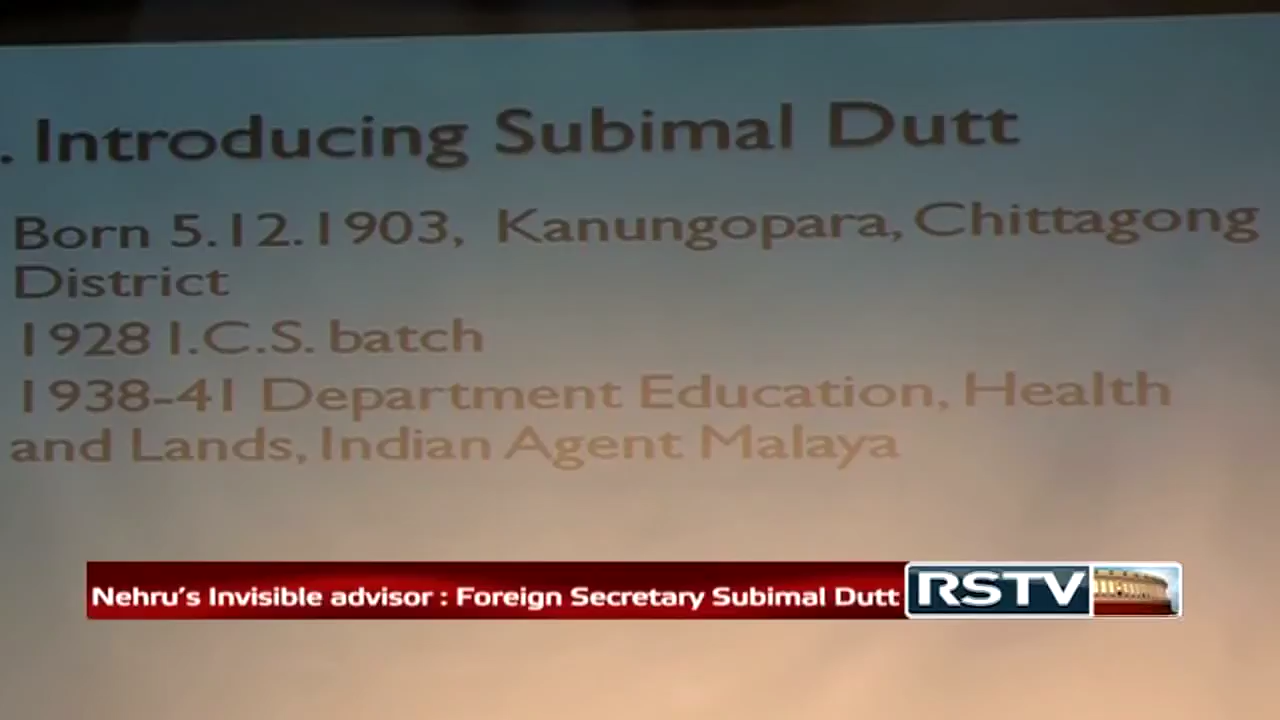 . Introducing Subimal Dutt
Born 5.12.1903, Kanungopara, Chittagong
District
1928 I.C.S. batch
1938-41 Department Education, Health
and Lands, Indian Agent Malaya
Nehru's Invisible advisor : Foreign Secretary Subimal Dutt RSTV